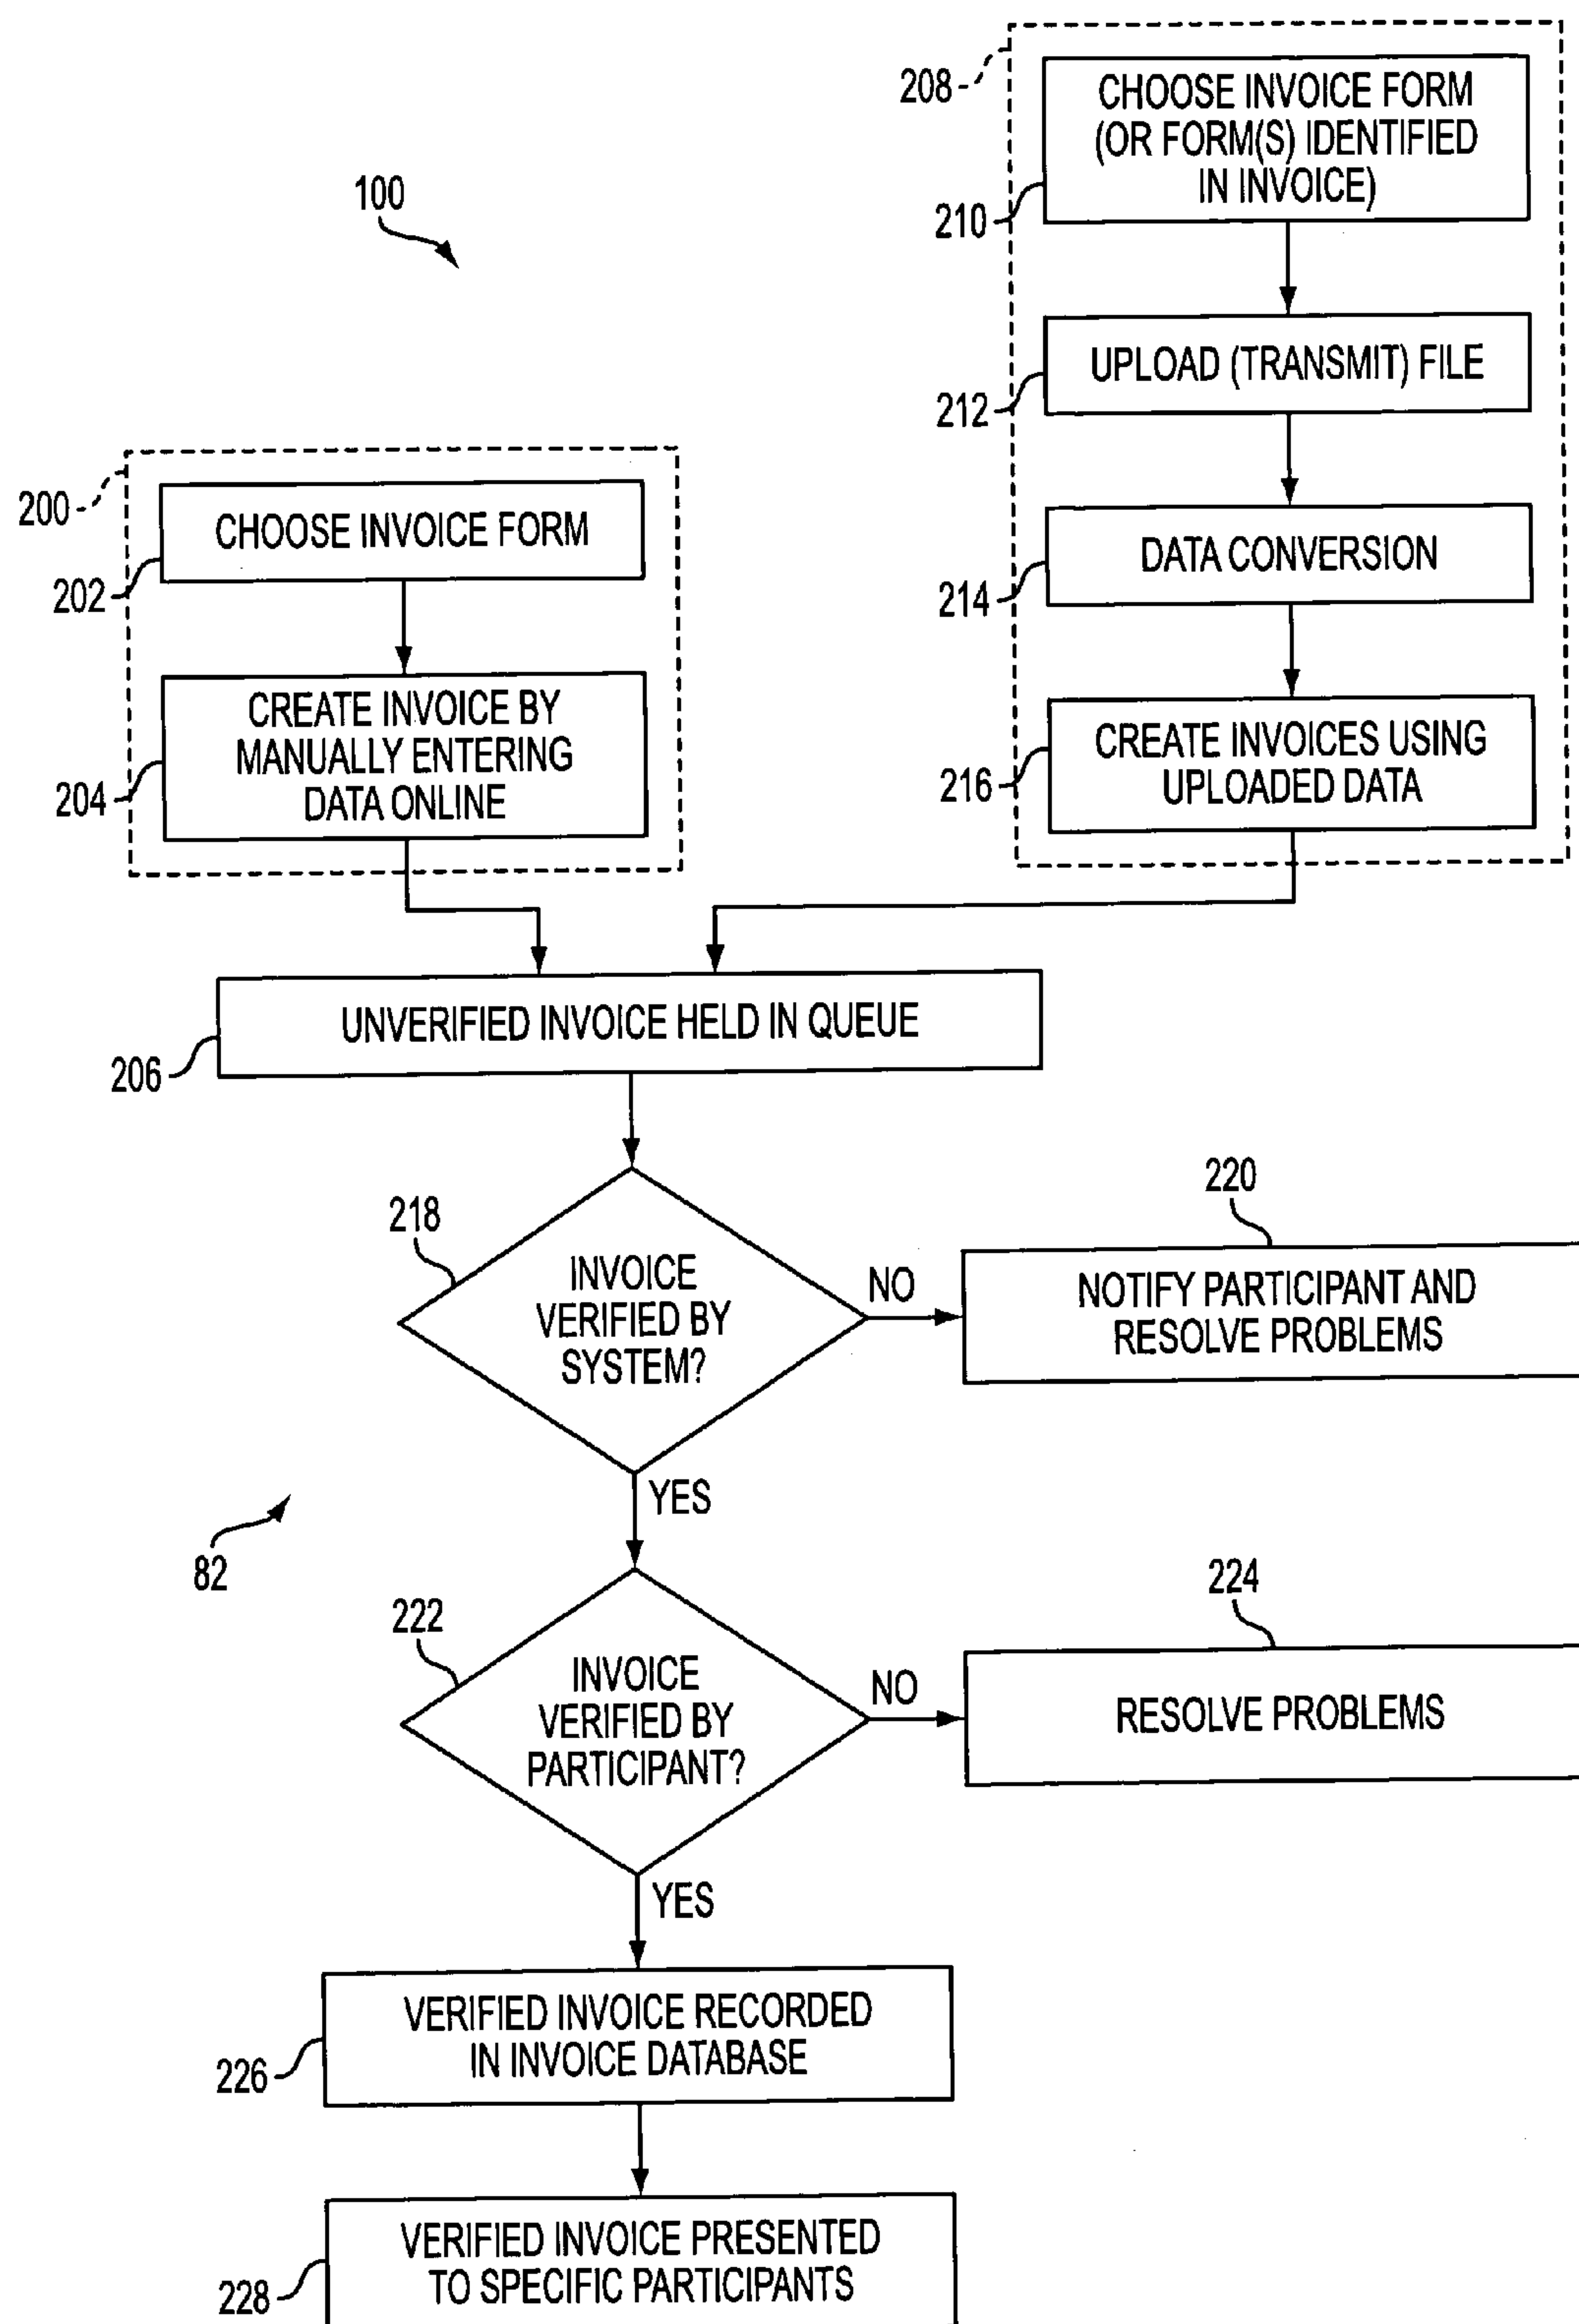 208
CHOOSE INVOICE FORM
(OR FORM(S) IDENTIFIED
IN INVOICE)
210
100
UPLOAD (TRANSMIT) FILE
212
200
CHOOSE INVOICE FORM
202
DATA CONVERSION
214
CREATE INVOICE BY
MANUALLY ENTERING
DATA ONLINE
204
CREATE INVOICES USING
UPLOADED DATA
216
UNVERIFIED INVOICE HELD IN QUEUE
206
218
INVOICE
VERIFIED BY
SYSTEM?
NO
220
NOTIFY PARTICIPANT AND
RESOLVE PROBLEMS
YES
82
222
INVOICE
VERIFIED BY
PARTICIPANT?
NO
224
RESOLVE PROBLEMS
YES
VERIFIED INVOICE RECORDED
IN INVOICE DATABASE
226
VERIFIED INVOICE PRESENTED
TO SPECIFIC PARTICIPANTS
228